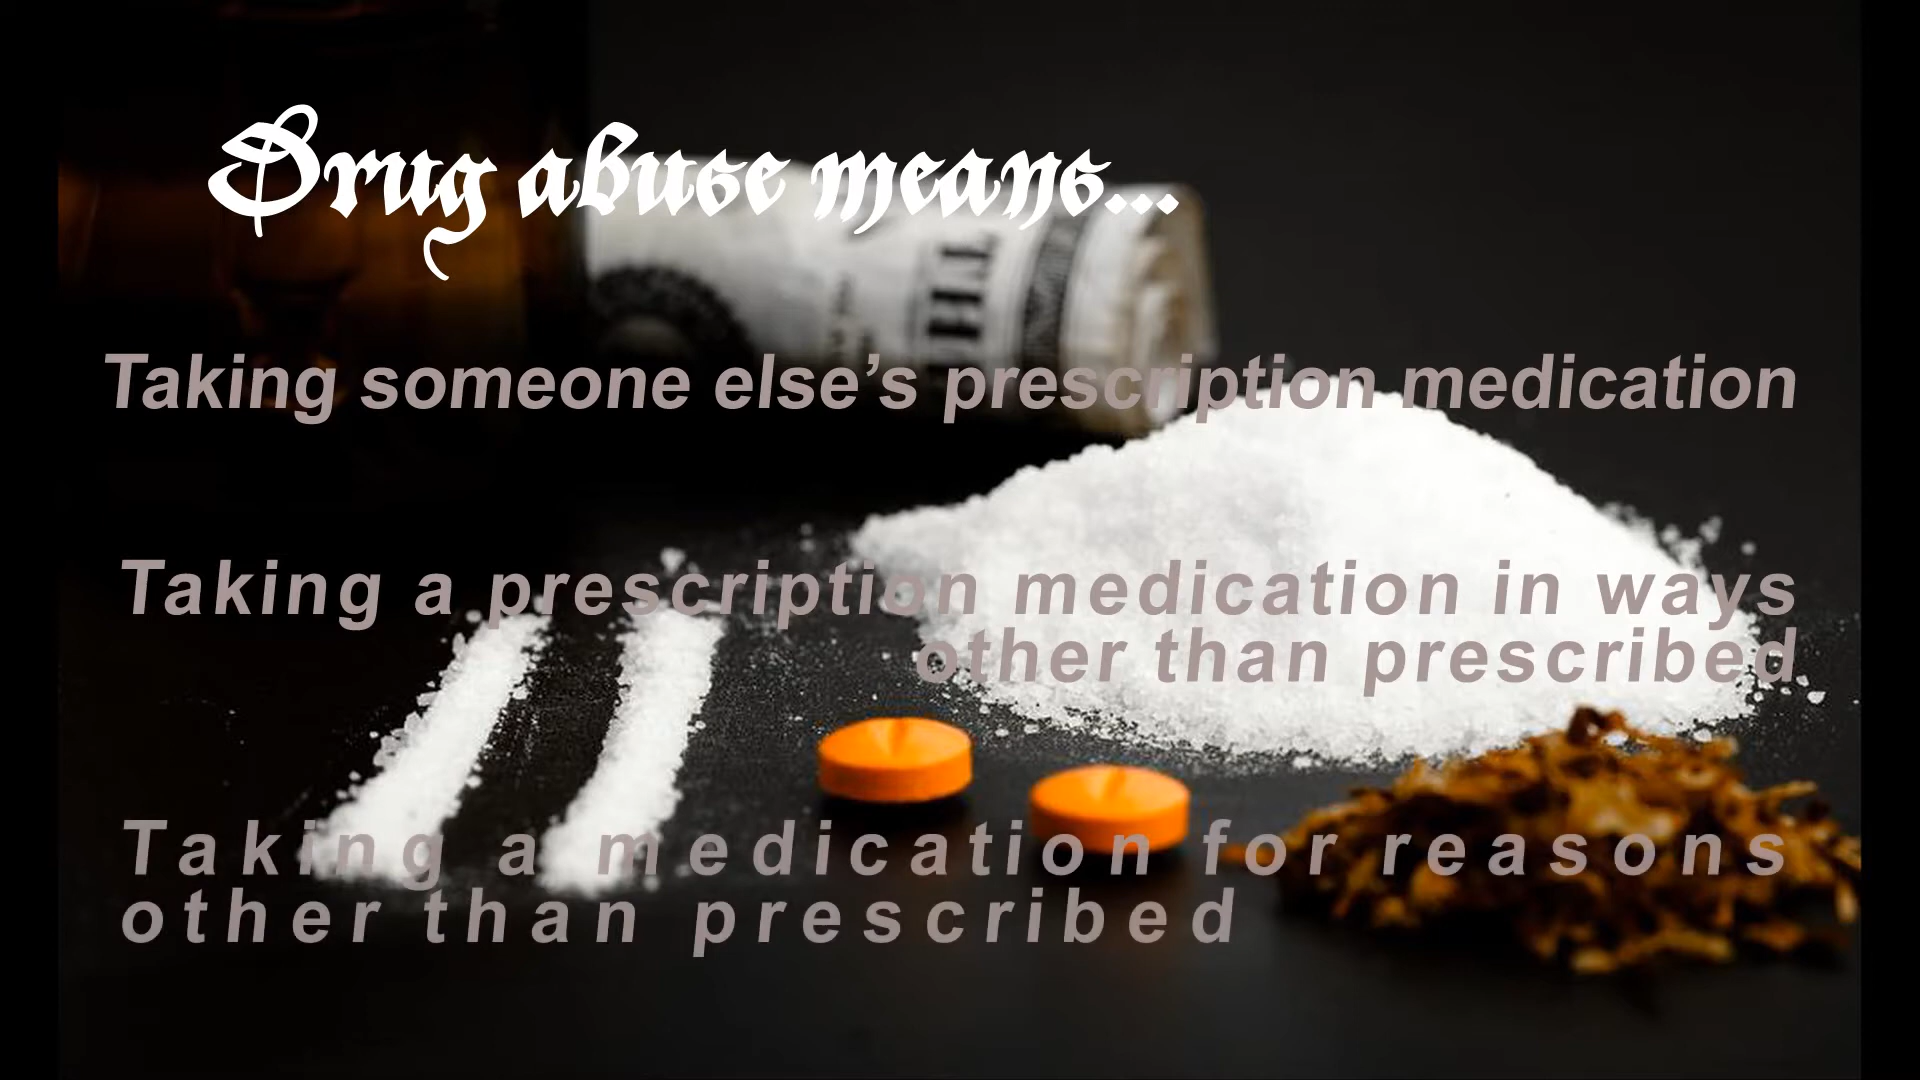 Drug abuse means...
Taking someone else’s prescription medication
Taking a prescription medication in ways
other than prescribed
Taking a medication for reasons
other than prescribed